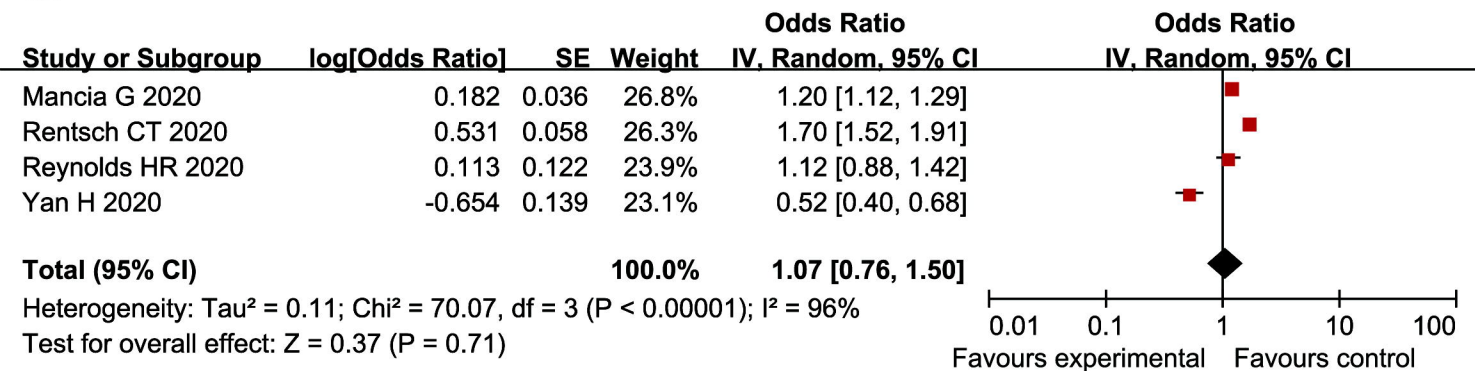 Odds Ratio Odds Ratio
Study or Subgroup log[Odds Ratio] SE Weight IV, Random, 95% CI IV, Random, 95% CI
Mancia G 2020 0.182 0.036 26.8% 1.20 [1.12, 1.29]
Rentsch CT 2020 0.531 0.058 26.3% 1.70 [1.52, 1.91]
Reynolds HR 2020 0.113 0.122 23.9% 1.12 [0.88, 1.42]
Yan H 2020 -0.654 0.139 23.1% 0.52 [0.40, 0.68]
Total (95% CI) 100.0% 1.07 [0.76, 1.50]
Heterogeneity: Tau² = 0.11; Chi² = 70.07, df = 3 (P < 0.00001); I² = 96%
Test for overall effect: Z = 0.37 (P = 0.71)
0.01 0.1 1 10 100
Favours experimental Favours control